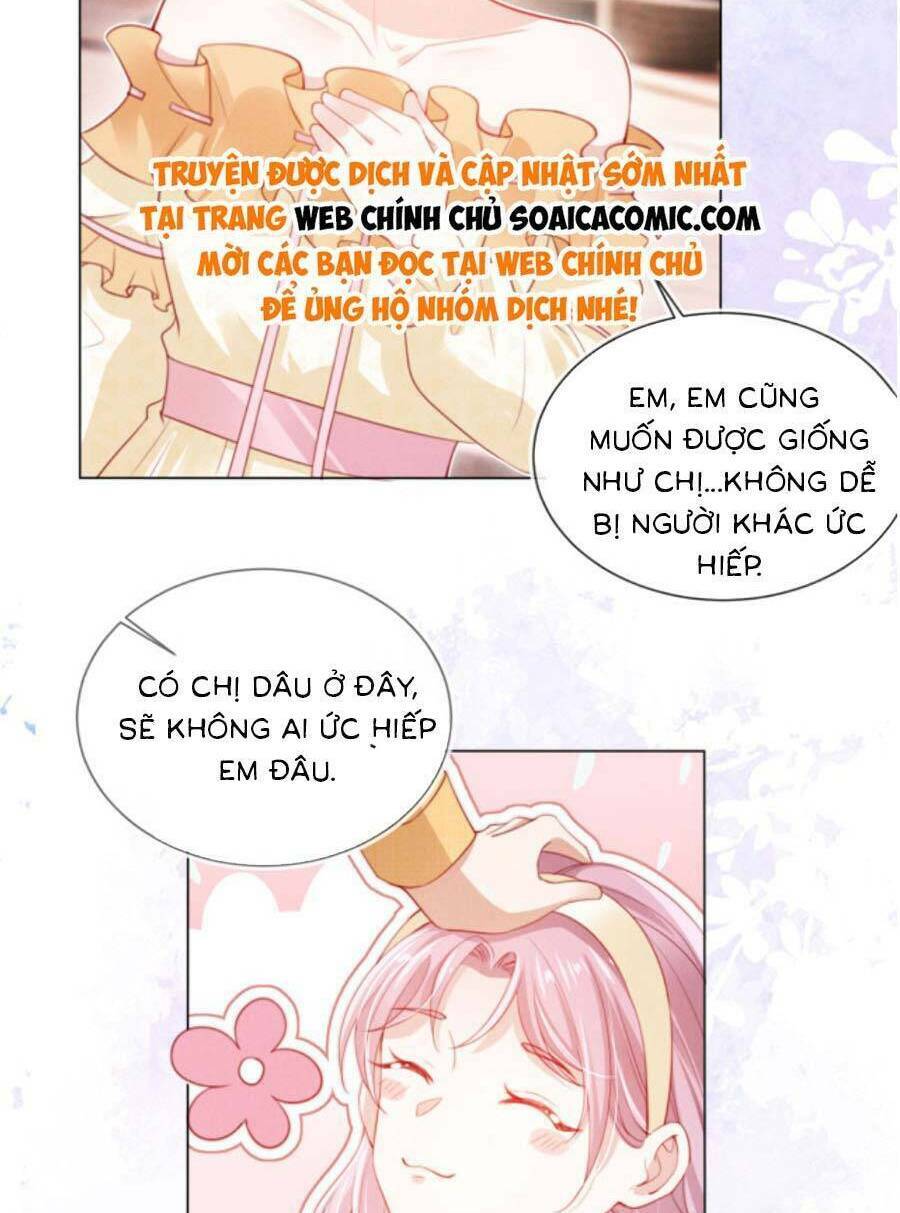 TRUYỆN ĐƯỢC DỊCH VÀ CẬP NHẬT SỚM NHẤT
TẠI TRANG WEB CHÍNH CHỦ SOAICACOMIC.COM
MỜI CÁC BẠN ĐỌC TẠI WEB CHÍNH CHỦ
ĐỂ ỦNG HỘ NHÓM DỊCH NHÉ!
EM, EM CŨNG
MUỐN ĐƯỢC GIỐNG
NHƯ CHỊ...KHÔNG DỄ
BỊ NGƯỜI KHÁC ỨC
HIẾP.
CÓ CHỊ DÂU Ở ĐÂY,
SẼ KHÔNG AI ỨC HIẾP
EM ĐÂU.